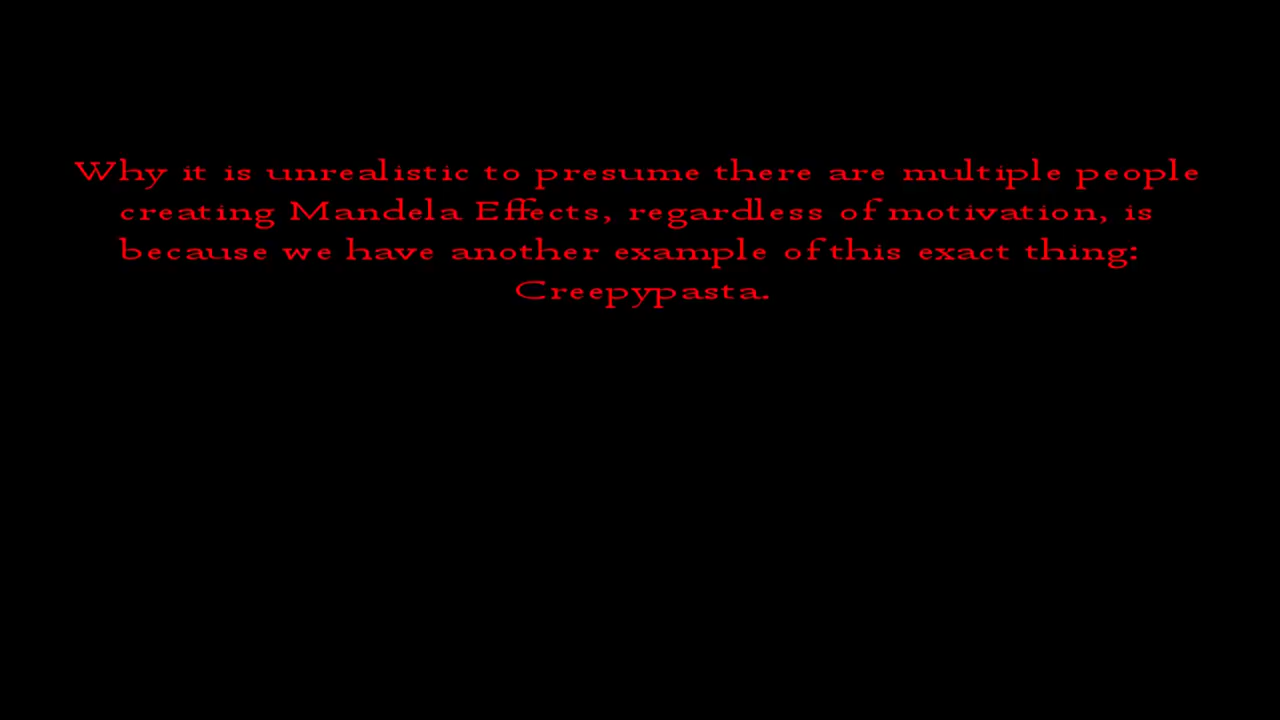 Why it is unrealistic to presume there are multiple people
creating Mandela Effects, regardless of motivation, is
because we have another example of this exact thing:
Creepypasta.